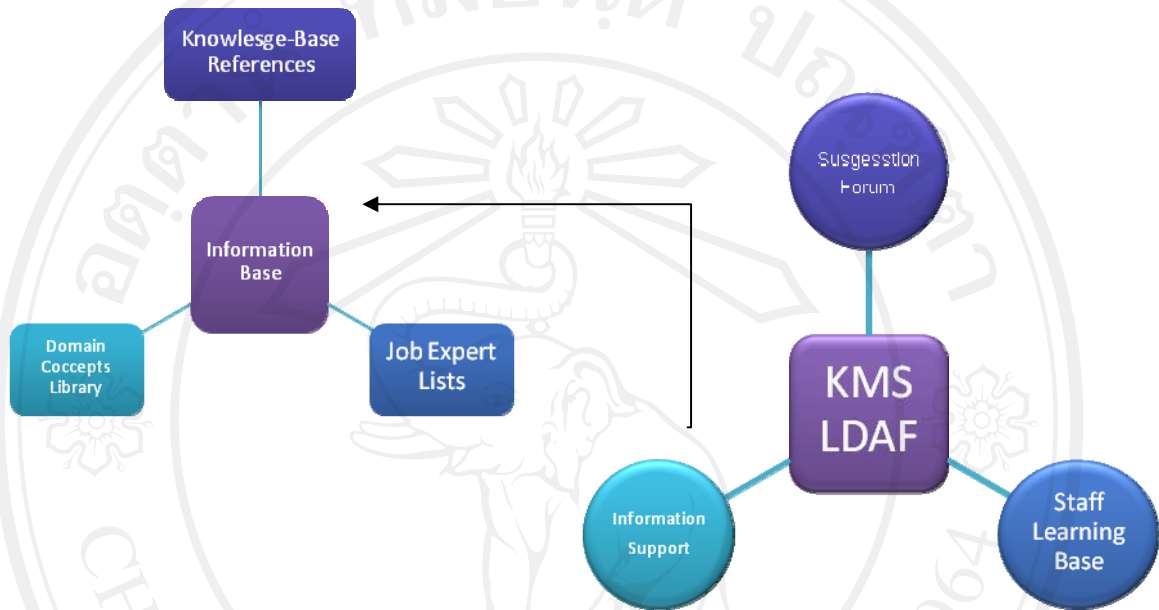 Knowlesge-Base
References
Information
Base
Domain
Coccepts
Library
Job Expert
Lists
Susgesstion
Forum
KMS
LDAF
Information
Support
Staff
Learning
Base
1964